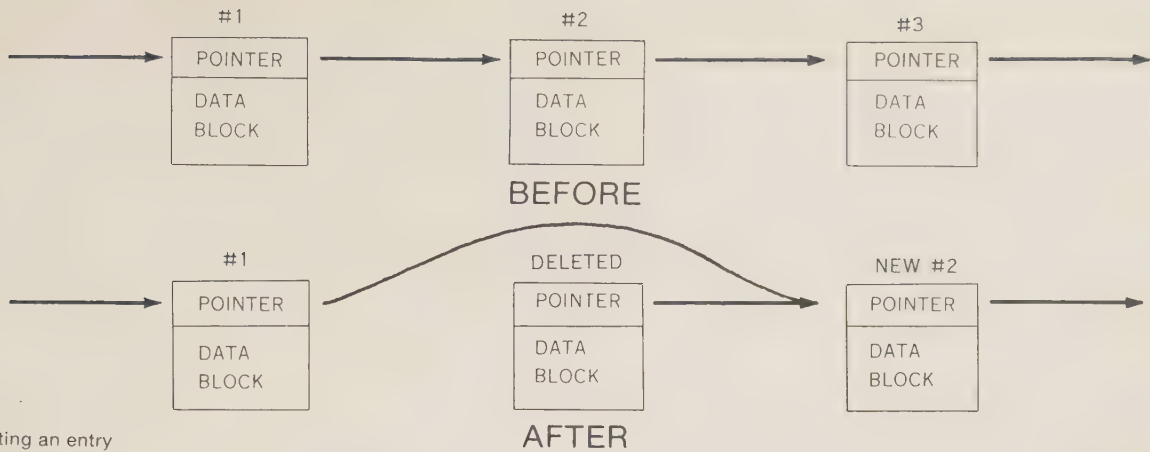 #1
#2
#3
POINTER
POINTER
POINTER
DATA
BLOCK
DATA
BLOCK
DATA
BLOCK
BEFORE
#1
DELETED
NEW #2
POINTER
POINTER
POINTER
DATA
BLOCK
DATA
BLOCK
DATA
BLOCK
an entry
AFTER